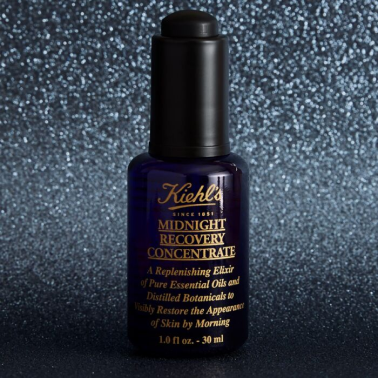 Kiehl's
SINCE 1851
MIDNIGHT
RECOVERY
CONCENTRATE
A Replenishing Elixir
of Pure Essential Oils and
Distilled Botanicals to
Visibly Restore the Appearance
of Skin by Morning
1.0 fl oz. - 30 ml